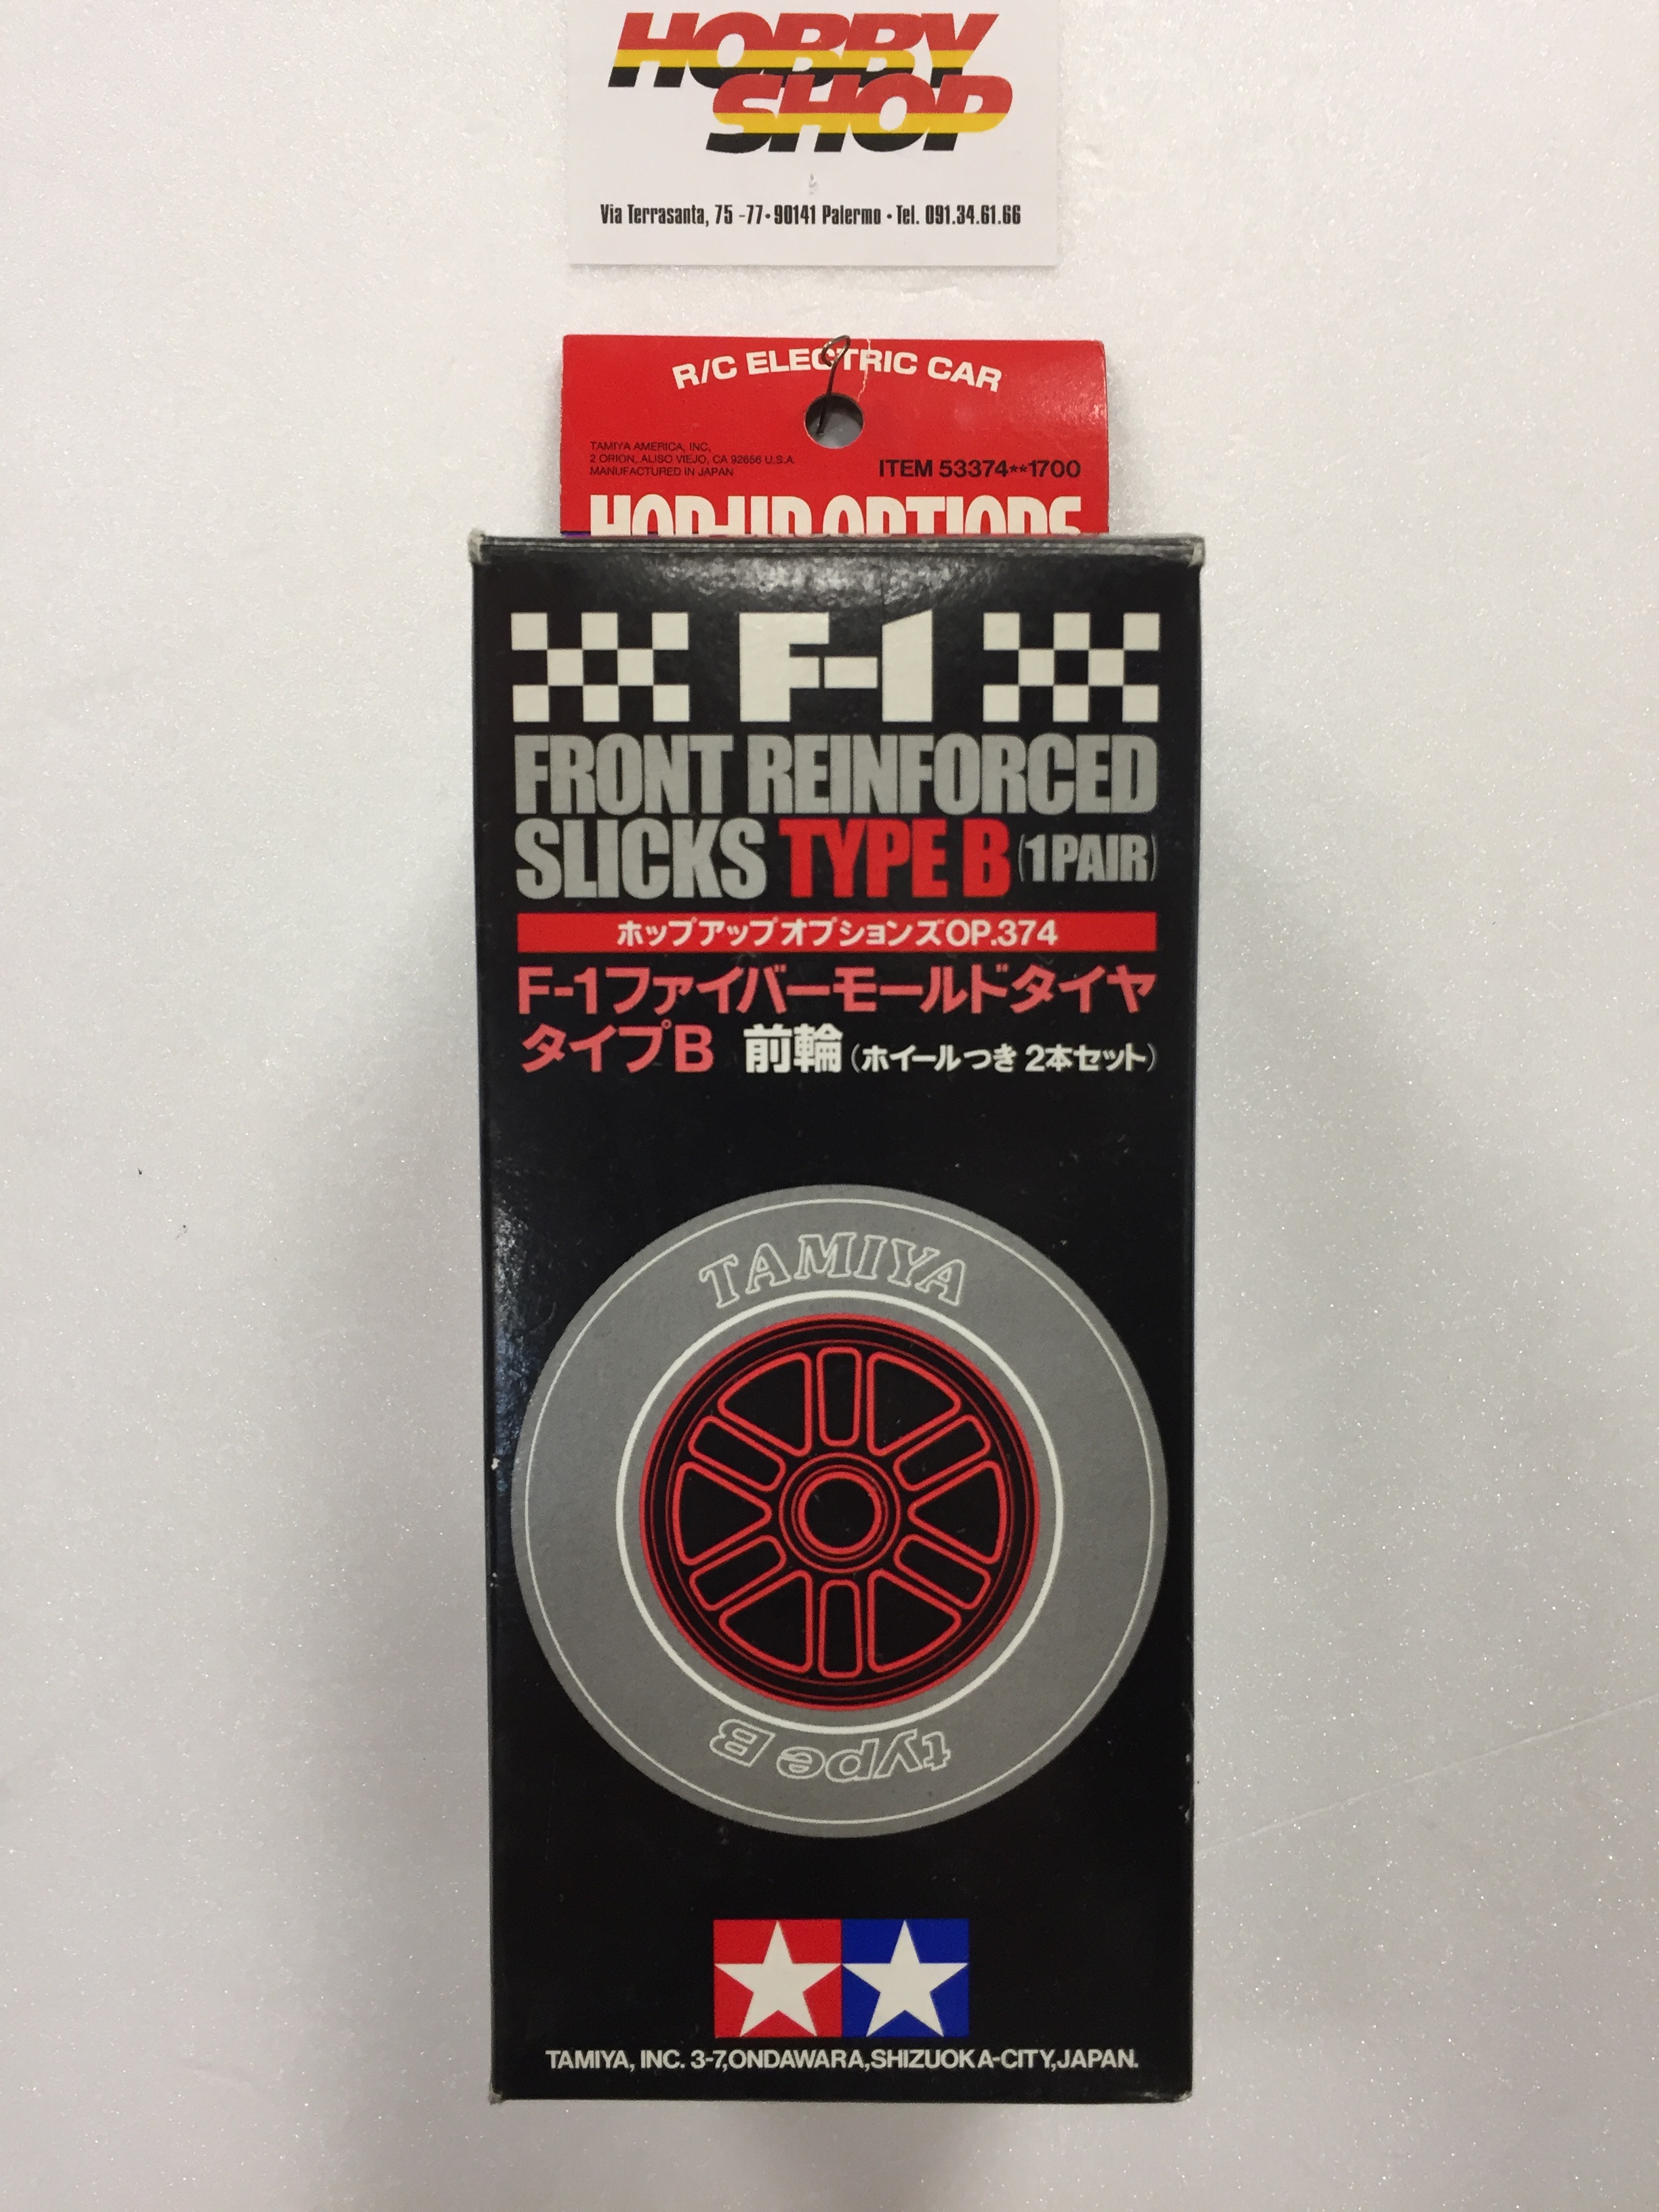 HOBBY
SHOP
Via Terrasanta, 75 -77 • 90141 Palermo • Tel. 091.34.61.66
R/C ELECTRIC CAR
TAMIYA AMERICA, INC.
2 ORION, ALISO VIEJO, CA 92656 U.S.A.
MANUFACTURED IN JAPAN
ITEM 53374**1700
HOP-UP OPTIONS
F-1
FRONT REINFORCED
SLICKS TYPE B (1PAIR)
ホップアップオプションズOP.374
F-1ファイバーモールドタイヤ
タイプB 前輪(ホイールつき 2本セット)
TAMIYA
type B
TAMIYA, INC. 3-7,ONDAWARA,SHIZUOKA-CITY,JAPAN.